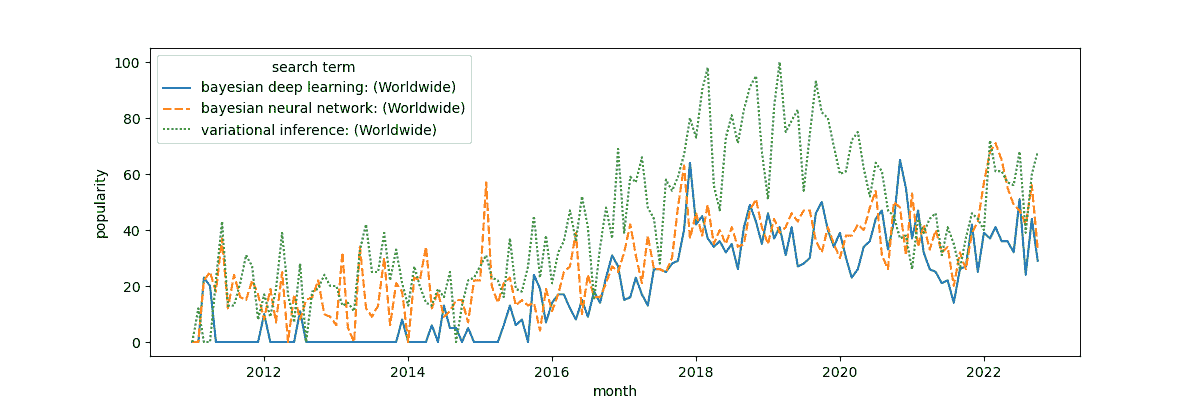 search term
bayesian deep learning: (Worldwide)
bayesian neural network: (Worldwide)
variational inference: (Worldwide)
100
80
60
40
20
0
popularity
2012 2014 2016 2018 2020 2022
month